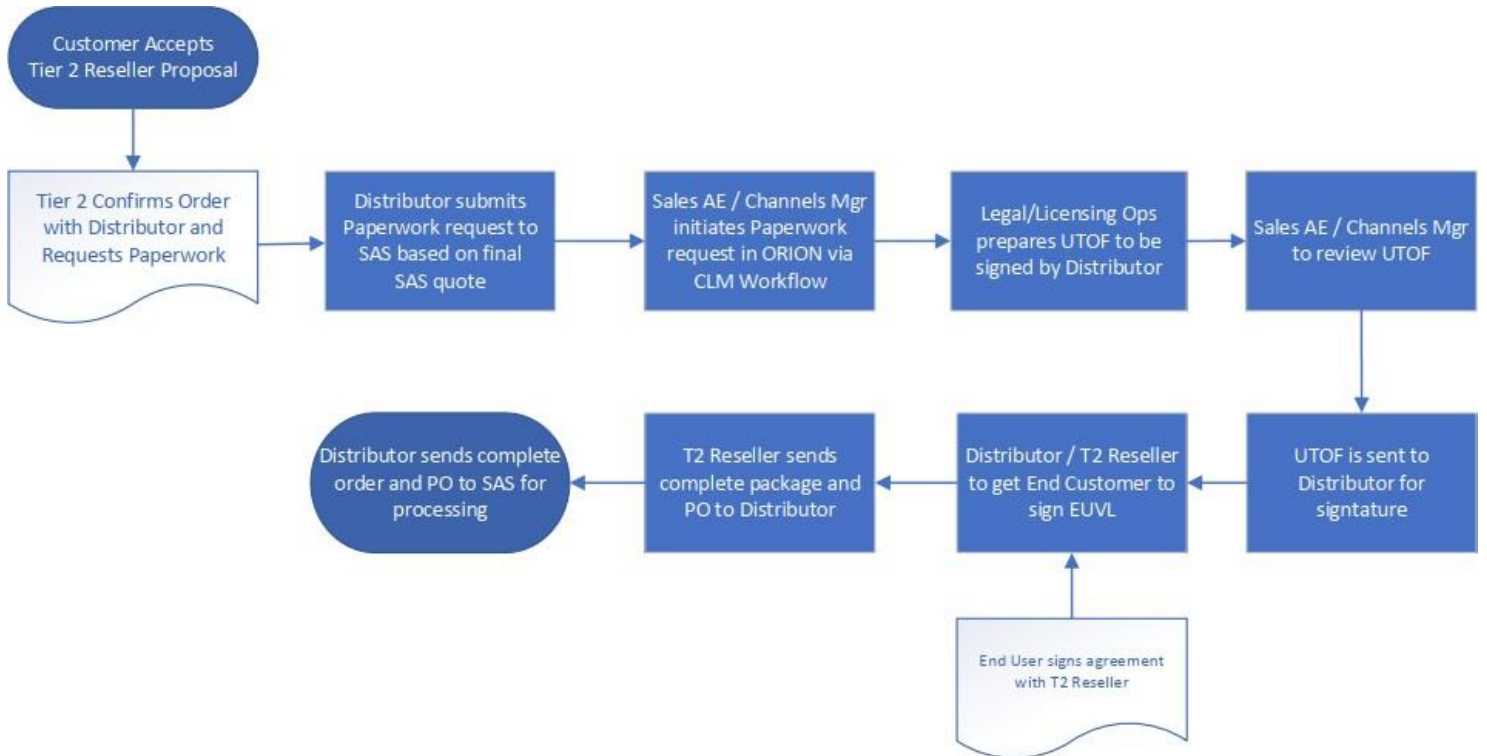 Customer Accepts
Tier 2 Reseller Proposal
Tier 2 Confirms Order
with Distributor and
Requests Paperwork
Distributor submits
Paperwork request to
SAS based on final
SAS quote
Sales AE / Channels Mgr
initiates Paperwork
request in ORION via
CLM Workflow
Legal/Licensing Ops
prepares UTOF to be
signed by Distributor
Sales AE / Channels Mgr
to review UTOF
UTOF is sent to
Distributor for
signtature
Distributor / T2 Reseller
to get End Customer to
sign EUVL
End User signs agreement
with T2 Reseller
T2 Reseller sends
complete package and
PO to Distributor
Distributor sends complete
order and PO to SAS for
processing